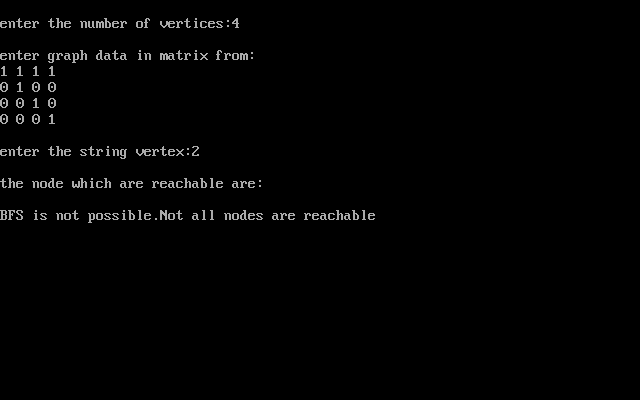 enter the number of vertices:4
enter graph data in matrix from:
1 1 1 1
0 1 0 0
0 0 1 0
0 0 0 1
enter the string vertex:2
the node which are reachable are:
BFS is not possible.Not all nodes are reachable